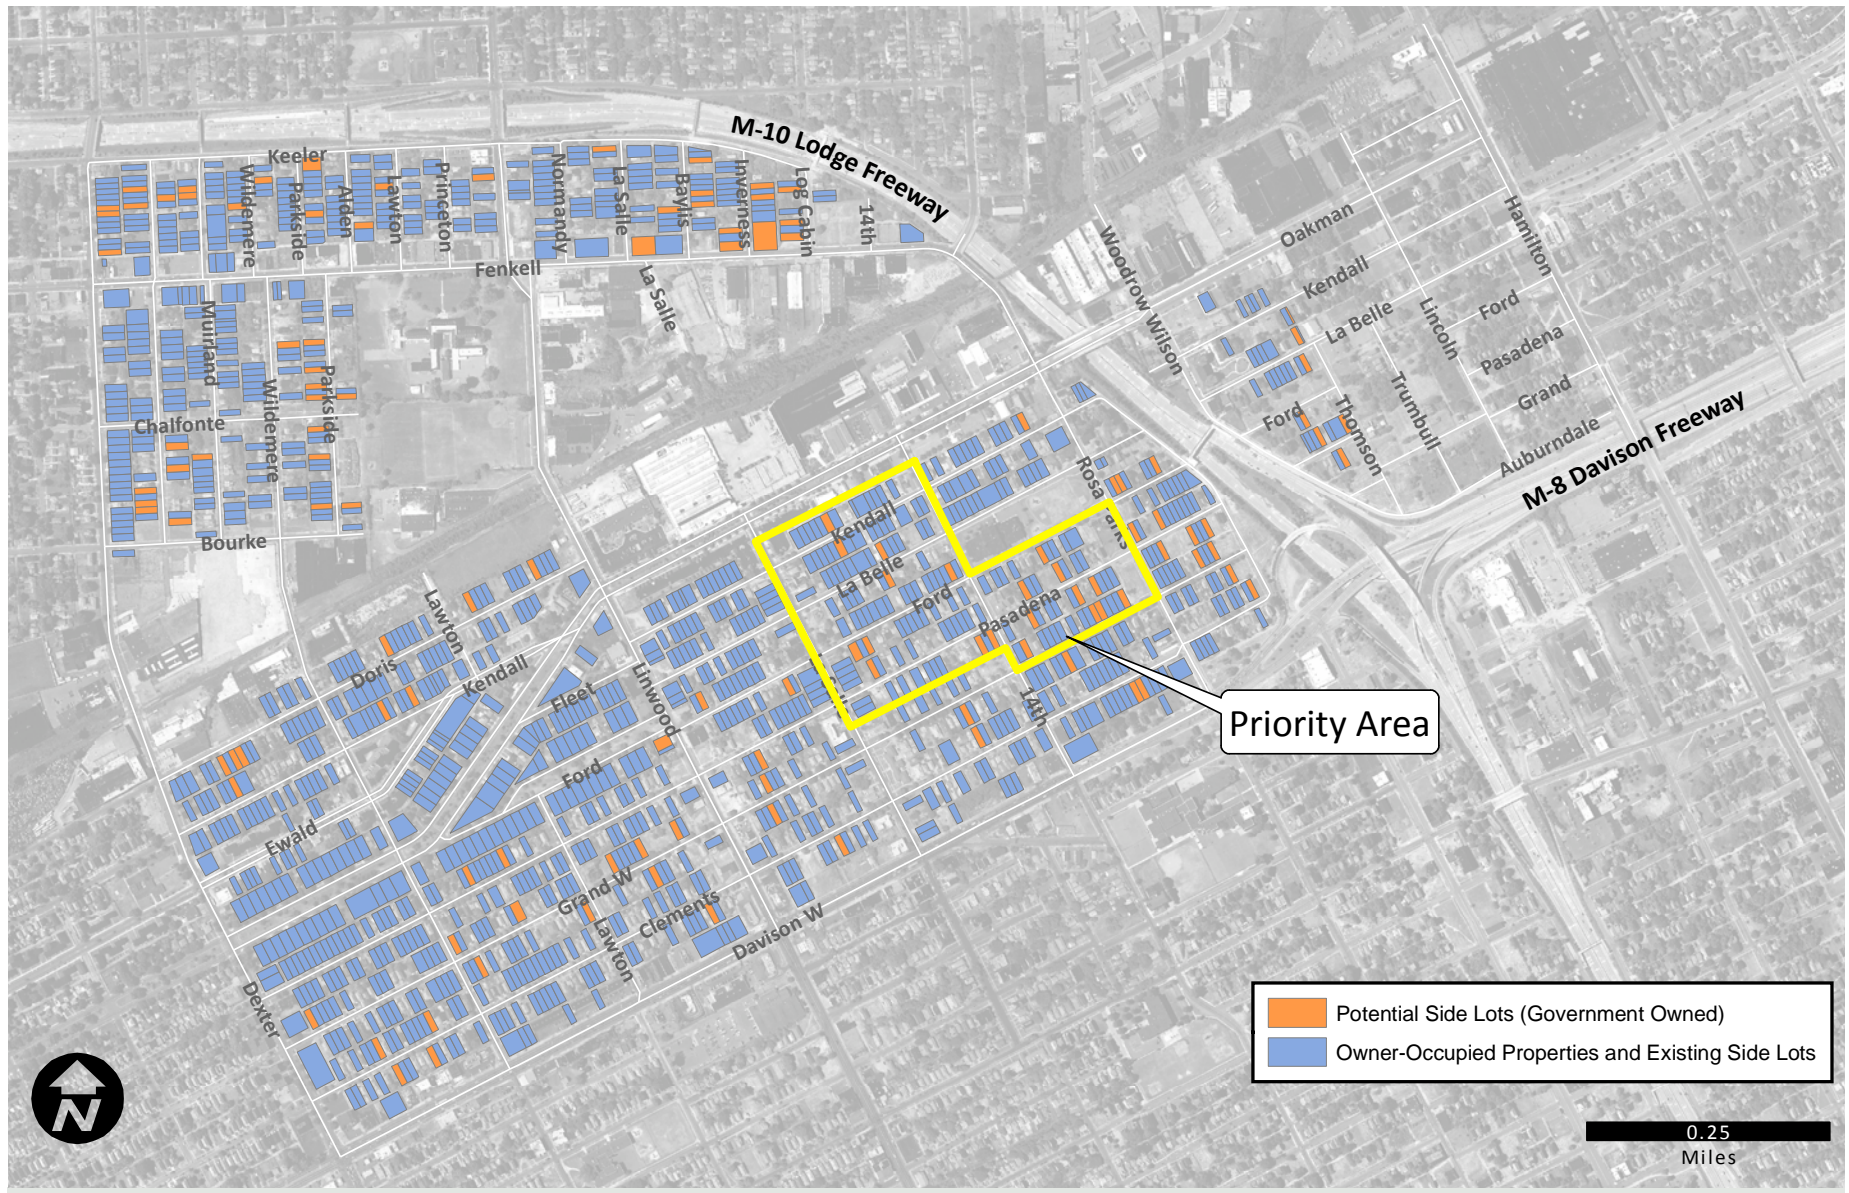 M-10 Lodge Freeway
Keeler
Wildemere
Parkside
Alden
Lawton
Princeton
Normandy
La Salle
Baylis
Inverness
Log Cabin
14th
Fenkell
La Salle
Oakman
Hamilton
Woodrow Wilson
Kendall
La Belle
Lincoln
Ford
Pasadena
Grand
Trumbull
Thomson
Ford
Auburndale
M-8 Davison Freeway
Muirland
Wildemere
Parkside
Chalfonte
Bourke
Rosa
Kendall
La Belle
Ford
Pasadena
Lawton
Doris
Kendall
Fleet
Linwood
14th
Priority Area
Ford
Ewald
Grand W
Clements
Lawton
Davison W
Dexter
Potential Side Lots (Government Owned)
Owner-Occupied Properties and Existing Side Lots
N
0.25
Miles